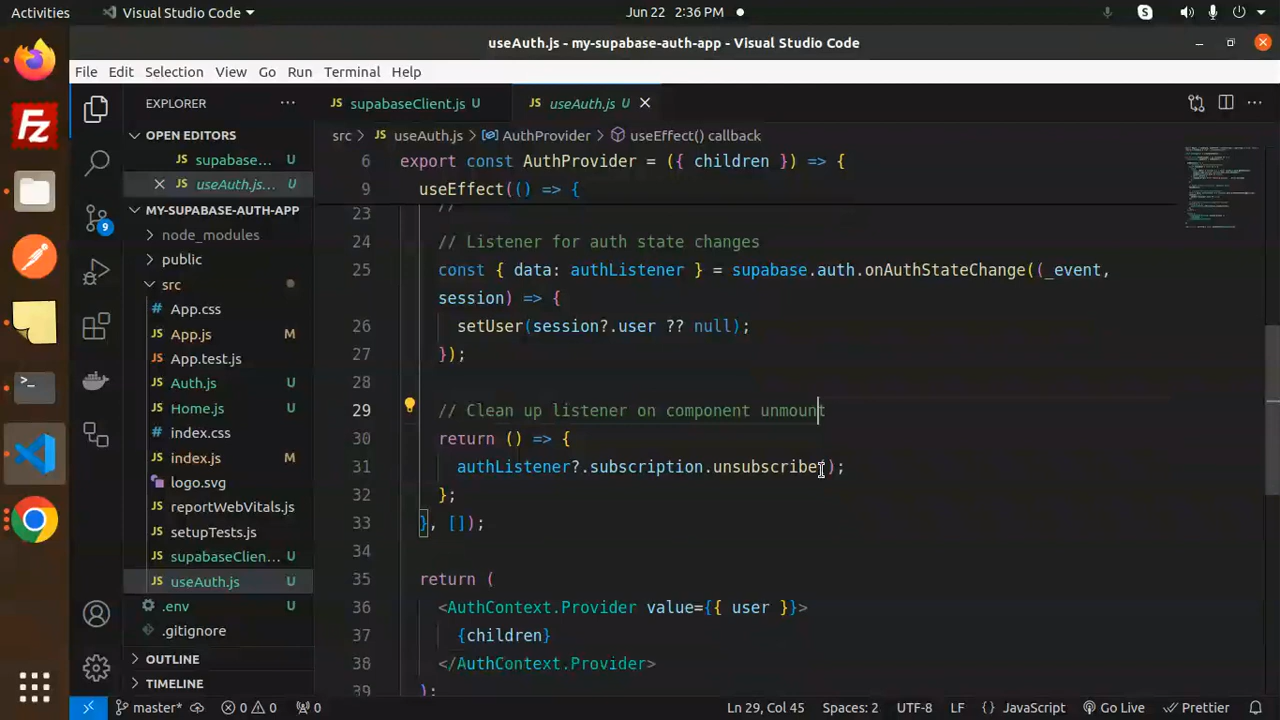 Activities Visual Studio Code Jun 22 2:36 PM
useAuth.js - my-supabase-auth-app - Visual Studio Code
File Edit Selection View Go Run Terminal Help
EXPLORER
OPEN EDITORS
supabase... U
useAuth.js... U
MY-SUPABASE-AUTH-APP
node_modules
public
src
# App.css
JS App.js M
JS App.test.js
JS Auth.js U
JS Home.js U
# index.css
JS index.js M
logo.svg
JS reportWebVitals.js
JS setupTests.js
JS supabaseClien... U
JS useAuth.js U
.env U
.gitignore
OUTLINE
TIMELINE
JS supabaseClient.js U JS useAuth.js U
src > JS useAuth.js > AuthProvider > useEffect() callback
6 export const AuthProvider = ({ children }) => {
9 useEffect(() => {
23 //
24 // Listener for auth state changes
25 const { data: authListener } = supabase.auth.onAuthStateChange((_event,
session) => {
26 setUser(session?.user ?? null);
27 });
28
29 // Clean up listener on component unmount
30 return () => {
31 authListener?.subscription.unsubscribe();
32 };
33 }, []);
34
35 return (
36 <AuthContext.Provider value={{ user }}>
37 {children}
38 </AuthContext.Provider>
39 );
9
master* 0 0 0 Ln 29, Col 45 Spaces: 2 UTF-8 LF {} JavaScript Go Live Prettier